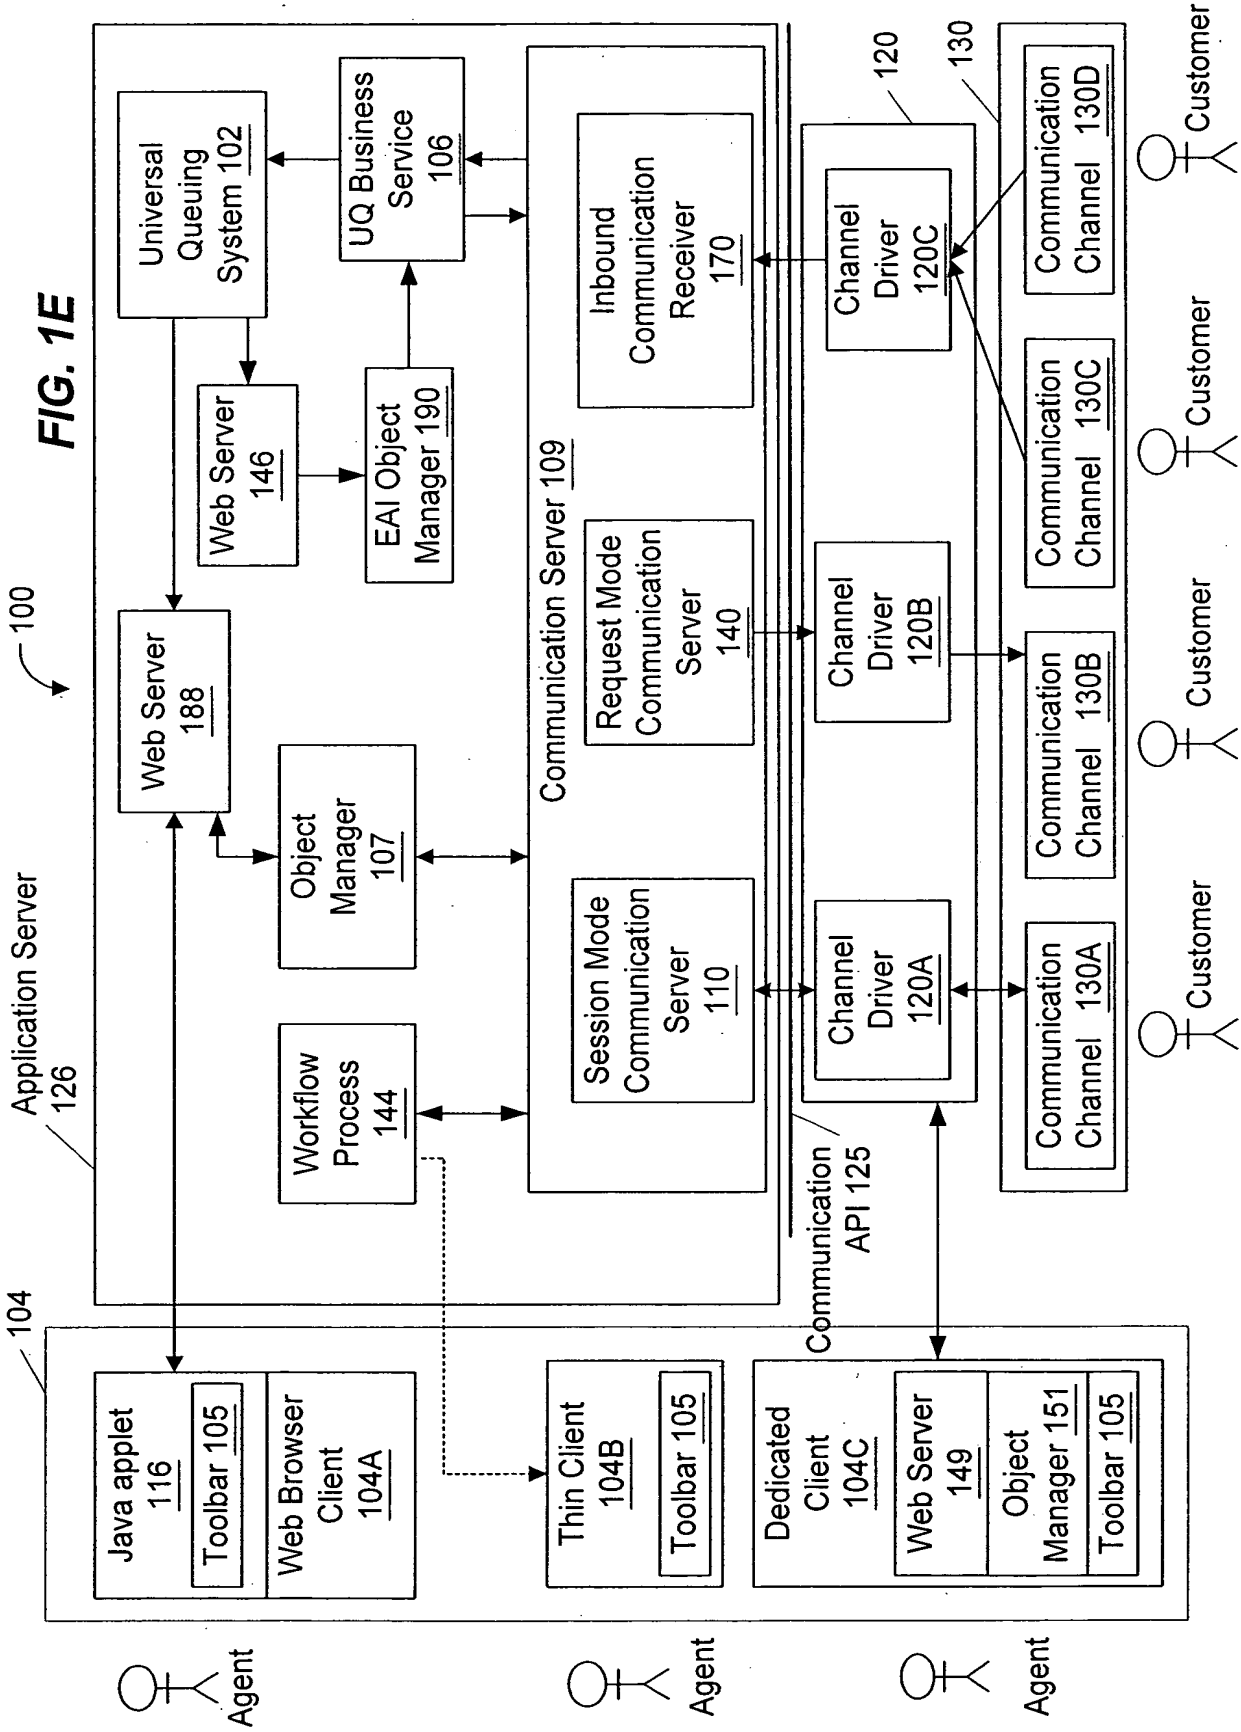 FIG. 1E
100
104
Application Server
126
Agent
Java applet
116
Toolbar 105
Web Browser
Client
104A
Agent
Thin Client
104B
Toolbar 105
Agent
Dedicated
Client
104C
Web Server
149
Object
Manager 151
Toolbar 105
Web Server
188
Universal
Queuing
System 102
Web Server
146
EAI Object
Manager 190
UQ Business
Service
106
Workflow
Process
144
Object
Manager
107
Communication Server 109
Session Mode
Communication
Server
110
Request Mode
Communication
Server
140
Inbound
Communication
Receiver
170
Communication
API 125
120
Channel
Driver
120A
Channel
Driver
120B
Channel
Driver
120C
130
Communication
Channel 130A
Communication
Channel 130B
Communication
Channel 130C
Communication
Channel 130D
Customer
Customer
Customer
Customer